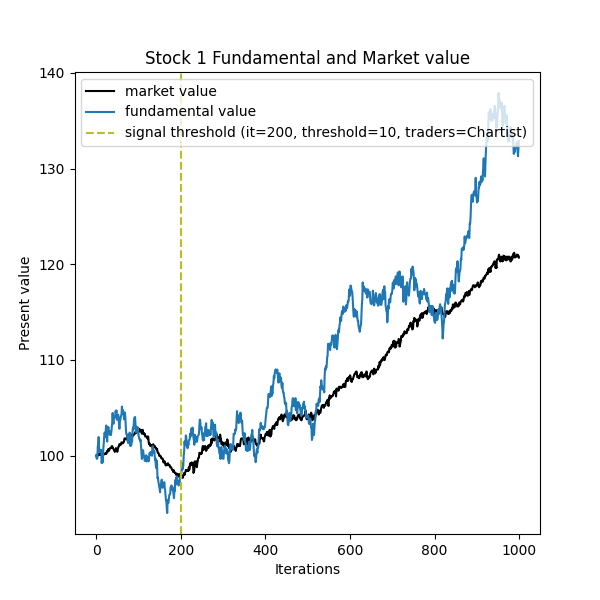 Stock 1 Fundamental and Market value
market value
fundamental value
signal threshold (it=200, threshold=10, traders=Chartist)
140
130
120
110
100
Present value
0 200 400 600 800 1000
Iterations